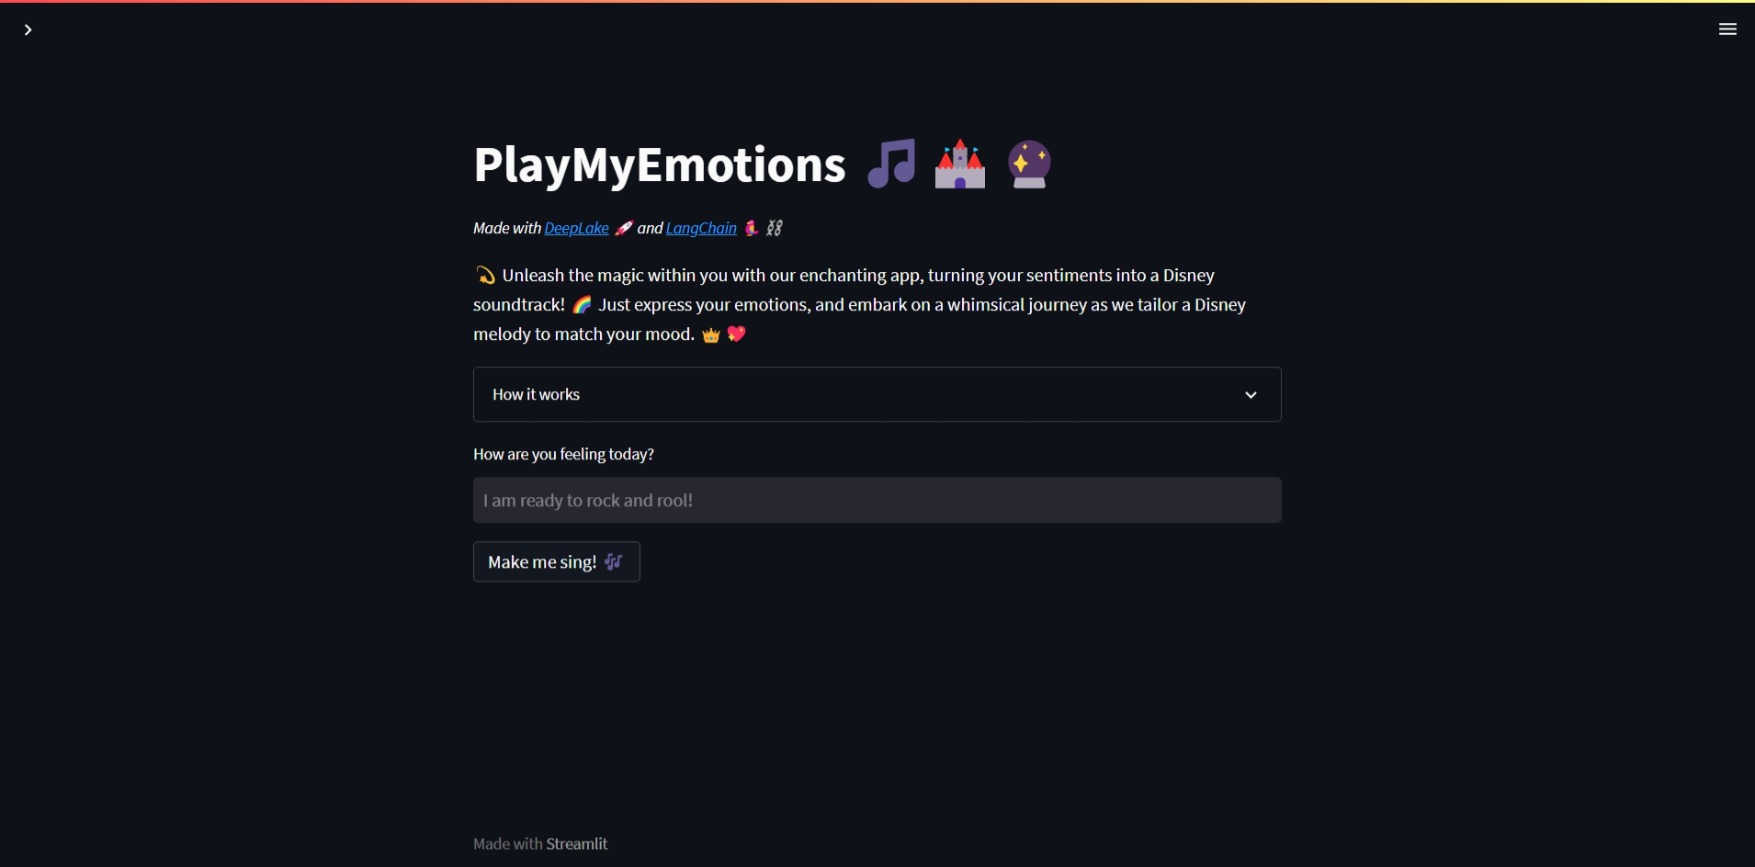 PlayMyEmotions 🎵 🏰 🔮
Made with DeepLake 🚀 and LangChain 🦜 ⛓️
💫 Unleash the magic within you with our enchanting app, turning your sentiments into a Disney
soundtrack! 🌈 Just express your emotions, and embark on a whimsical journey as we tailor a Disney
melody to match your mood. 👑 💖
How it works
How are you feeling today?
I am ready to rock and rool!
Make me sing! 🎶
Made with Streamlit